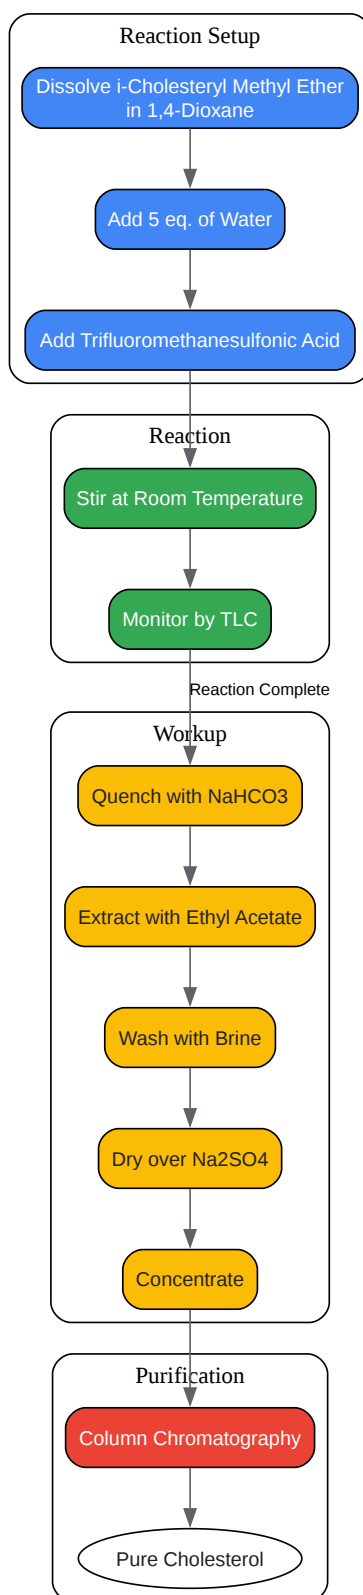 Reaction Setup
Dissolve i-Cholesteryl Methyl Ether
in 1,4-Dioxane
Add 5 eq. of Water
Add Trifluoromethanesulfonic Acid
Reaction
Stir at Room Temperature
Monitor by TLC
Reaction Complete
Workup
Quench with NaHCO3
Extract with Ethyl Acetate
Wash with Brine
Dry over Na2SO4
Concentrate
Purification
Column Chromatography
Pure Cholesterol